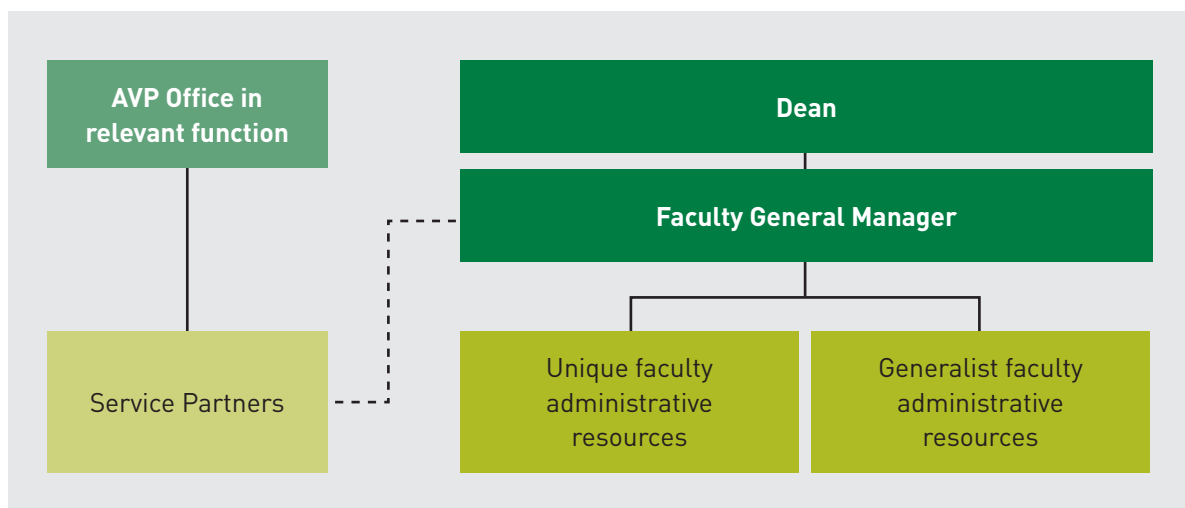 AVP Office in
relevant function
Dean
Faculty General Manager
Service Partners
Unique faculty
administrative
resources
Generalist faculty
administrative
resources